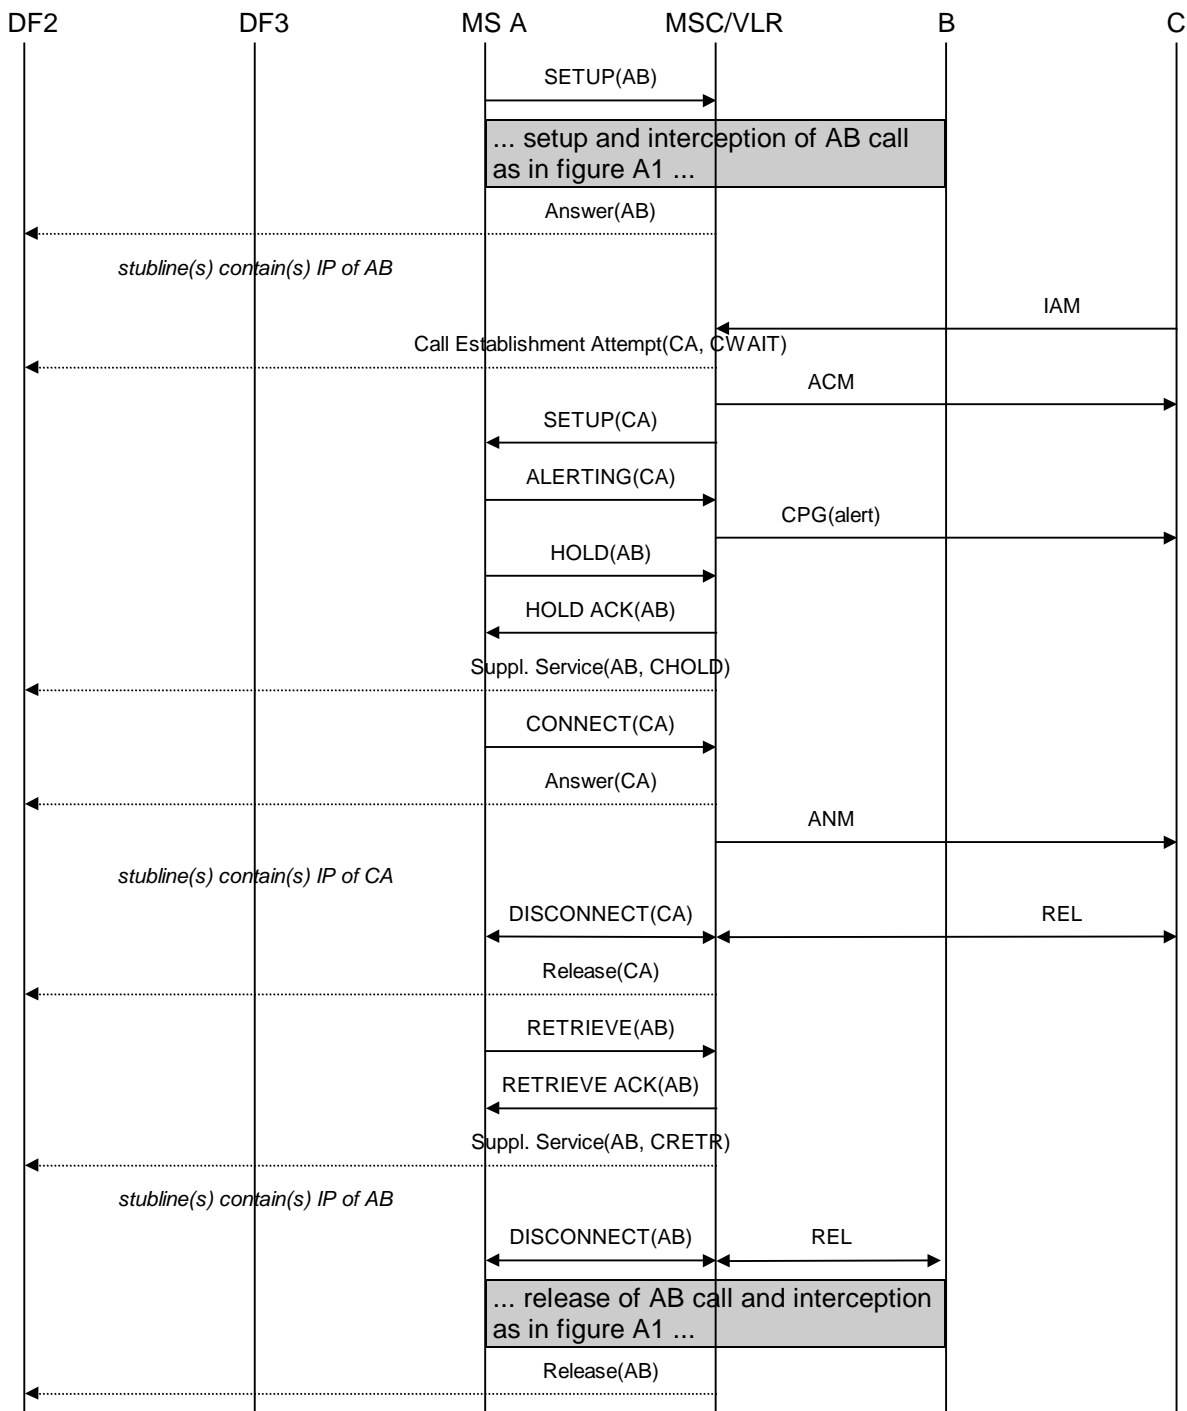 DF2 DF3 MS A MSC/VLR B C
SETUP(AB)
... setup and interception of AB call
as in figure A1 ...
Answer(AB)
stubline(s) contain(s) IP of AB
IAM
Call Establishment Attempt(CA, CWAIT)
ACM
SETUP(CA)
ALERTING(CA)
CPG(alert)
HOLD(AB)
HOLD ACK(AB)
Suppl. Service(AB, CHOLD)
CONNECT(CA)
Answer(CA)
ANM
stubline(s) contain(s) IP of CA
DISCONNECT(CA) REL
Release(CA)
RETRIEVE(AB)
RETRIEVE ACK(AB)
Suppl. Service(AB, CRETR)
stubline(s) contain(s) IP of AB
DISCONNECT(AB) REL
... release of AB call and interception
as in figure A1 ...
Release(AB)